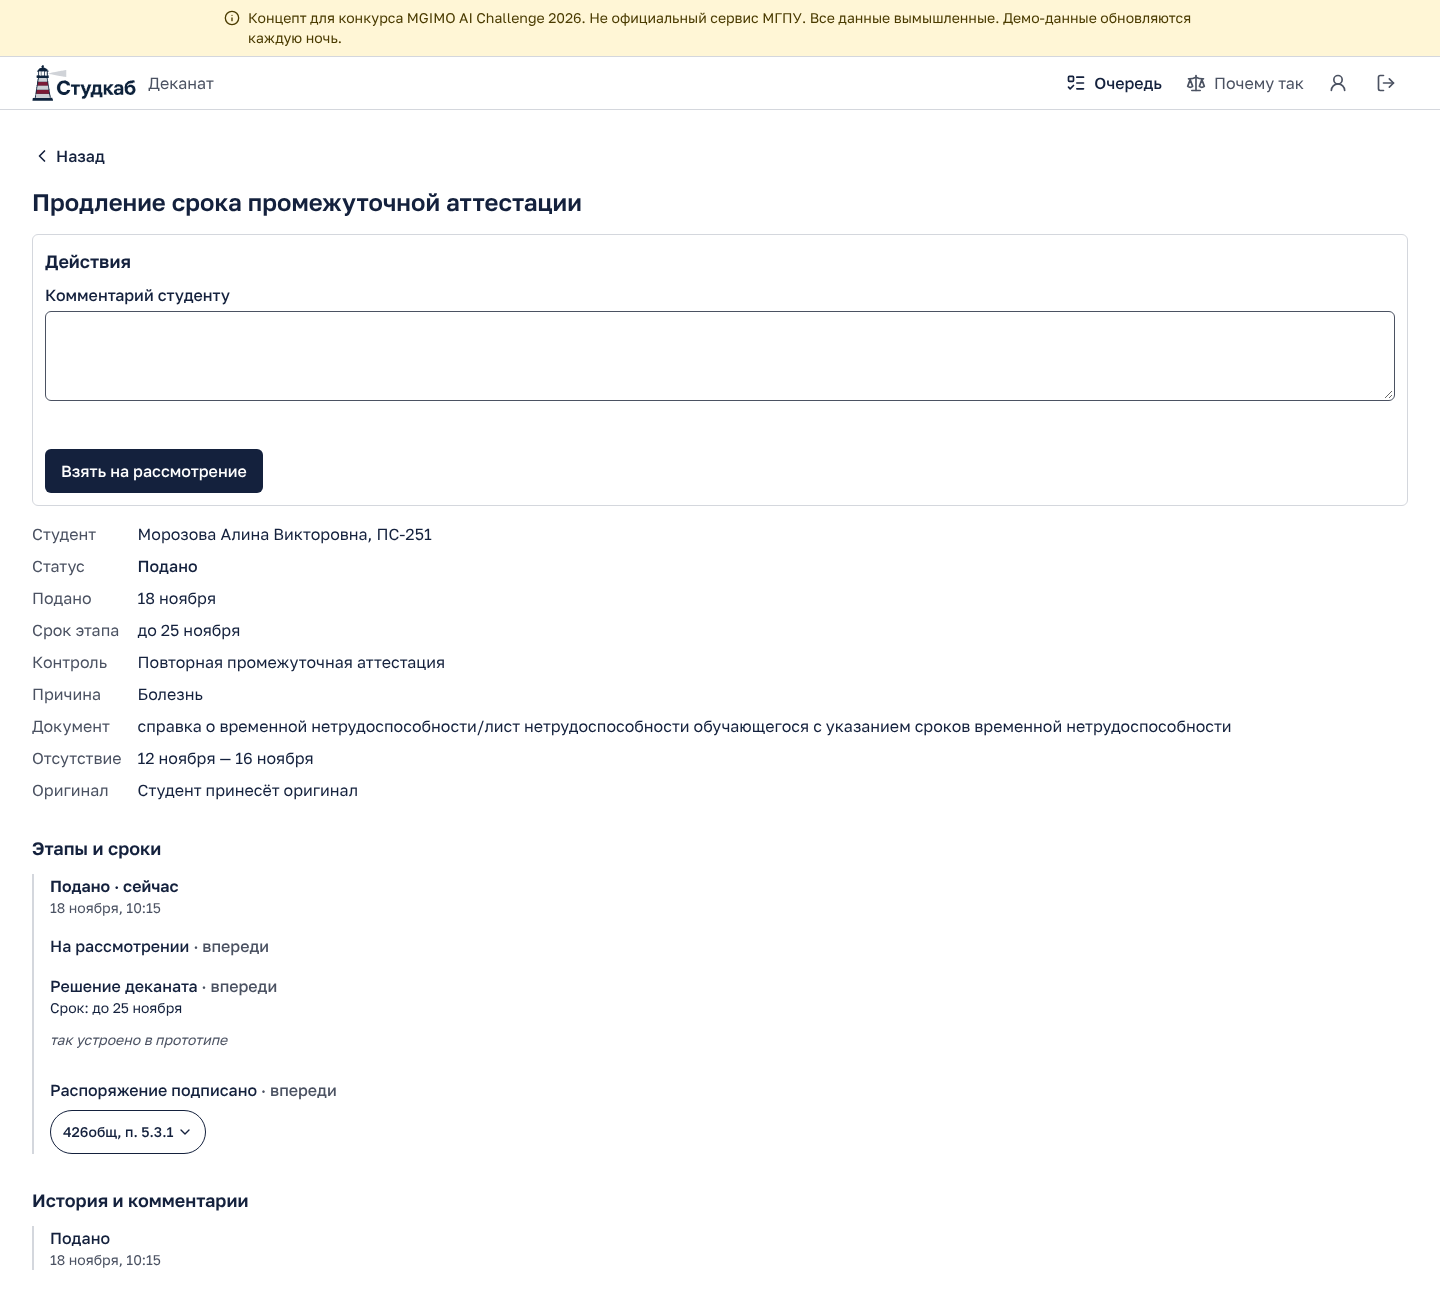 Концепт для конкурса MGIMO AI Challenge 2026. Не официальный сервис МГПУ. Все данные вымышленные. Демо-данные обновляются
каждую ночь.
Студкаб Деканат Очередь Почему так
Назад
Продление срока промежуточной аттестации
Действия
Комментарий студенту
Взять на рассмотрение
Студент Морозова Алина Викторовна, ПС-251
Статус Подано
Подано 18 ноября
Срок этапа до 25 ноября
Контроль Повторная промежуточная аттестация
Причина Болезнь
Документ справка о временной нетрудоспособности/лист нетрудоспособности обучающегося с указанием сроков временной нетрудоспособности
Отсутствие 12 ноября — 16 ноября
Оригинал Студент принесёт оригинал
Этапы и сроки
Подано · сейчас
18 ноября, 10:15
На рассмотрении · впереди
Решение деканата · впереди
Срок: до 25 ноября
так устроено в прототипе
Распоряжение подписано · впереди
426общ, п. 5.3.1
История и комментарии
Подано
18 ноября, 10:15